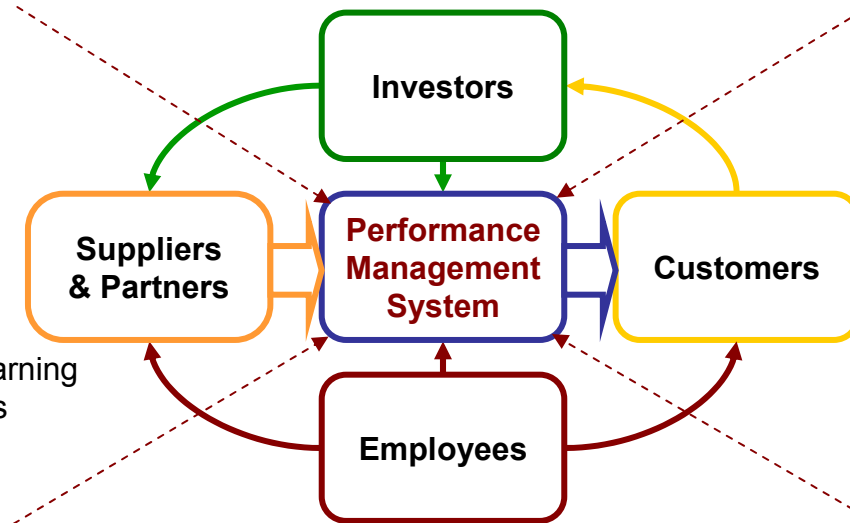 Investors
Suppliers
& Partners
Performance
Management
System
Customers
Employees